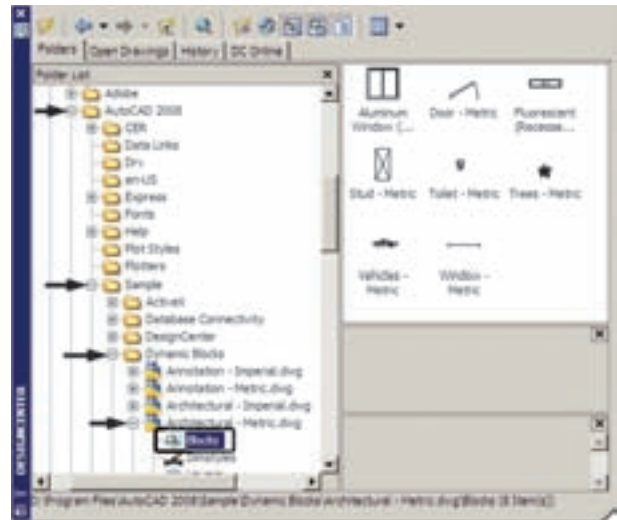 Folders Open Drawings History DC Online
Folder List
Adobe
AutoCAD 2008
CER
Data Links
Drv
en-US
Express
Fonts
Help
Plot Styles
Plotters
Sample
ActiveX
Database Connectivity
DesignCenter
Dynamic Blocks
Annotation - Imperial.dwg
Annotation - Metric.dwg
Architectural - Imperial.dwg
Architectural - Metric.dwg
Blocks
Aluminum Window (...
Door - Metric
Fluorescent (Recesse...
Stud - Metric
Toilet - Metric
Trees - Metric
Vehicles - Metric
Window - Metric
DESIGNCENTER
D:\Program Files\AutoCAD 2008\Sample\Dynamic Blocks\Architectural - Metric.dwg\Blocks (8 Item(s))